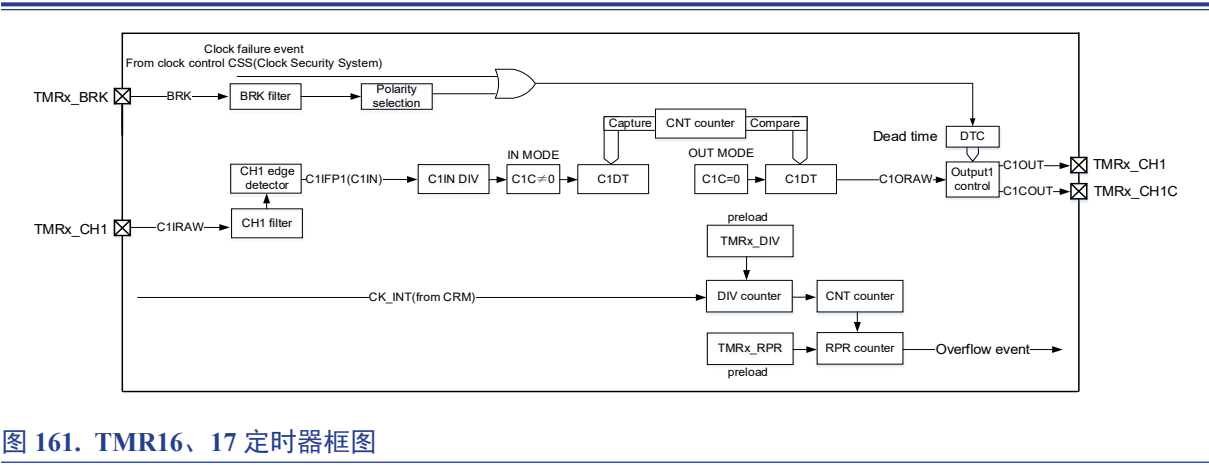 Clock failure event
From clock control CSS(Clock Security System)
TMRx_BRK
BRK
BRK filter
Polarity
selection
Capture
CNT counter
Compare
Dead time
DTC
CH1 edge
detector
C1IFP1(C1IN)
C1IN DIV
IN MODE
C1C≠0
C1DT
OUT MODE
C1C=0
C1DT
C1ORAW
Output1
control
C1OUT
TMRx_CH1
C1COUT
TMRx_CH1C
TMRx_CH1
C1IRAW
CH1 filter
preload
TMRx_DIV
CK_INT(from CRM)
DIV counter
CNT counter
TMRx_RPR
RPR counter
Overflow event
preload
图 161. TMR16、17 定时器框图